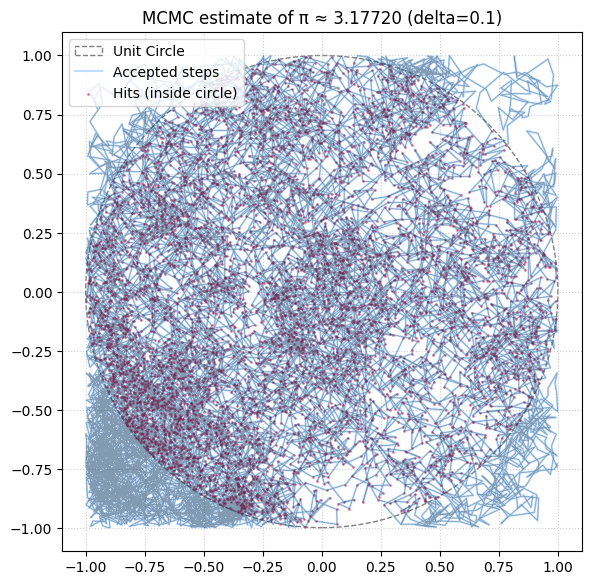 MCMC estimate of π ≈ 3.17720 (delta=0.1)
Unit Circle
Accepted steps
Hits (inside circle)
1.00
0.75
0.50
0.25
0.00
−0.25
−0.50
−0.75
−1.00
−1.00 −0.75 −0.50 −0.25 0.00 0.25 0.50 0.75 1.00